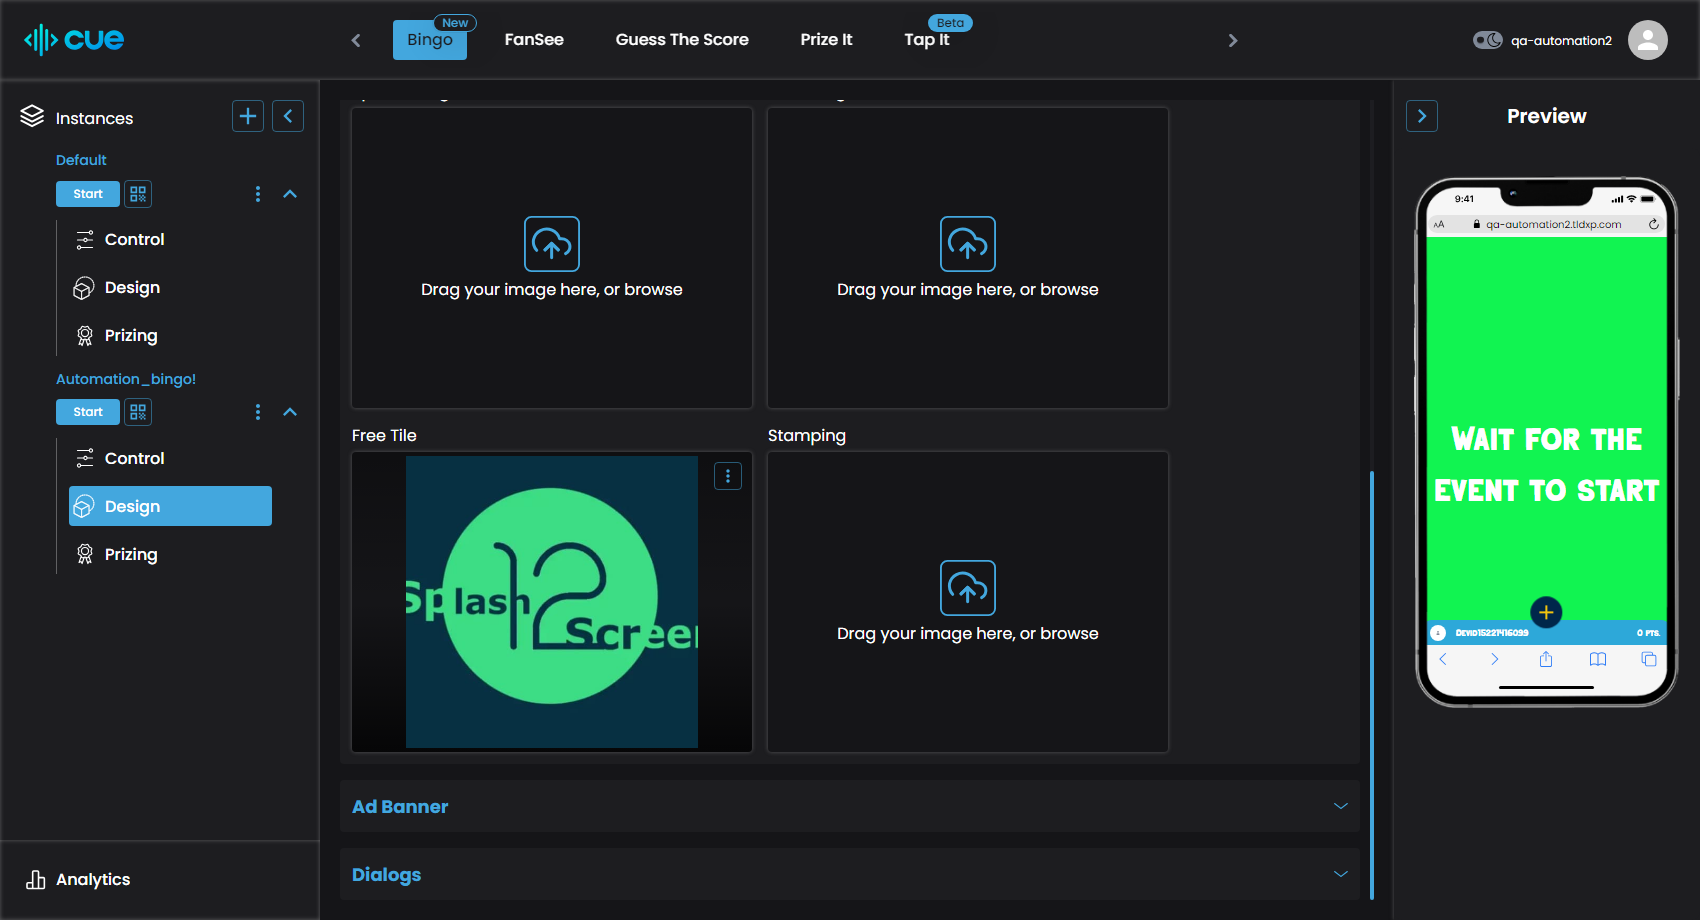 cue
New
Bingo
FanSee
Guess The Score
Prize It
Beta
Tap It
qa-automation2
Instances
Default
Start
Control
Design
Prizing
Automation_bingo!
Start
Control
Design
Prizing
Analytics
Drag your image here, or browse
Drag your image here, or browse
Free Tile
Stamping
Splash 12 Screen
Drag your image here, or browse
Ad Banner
Dialogs
Preview
9:41
AA
qa-automation2.tldxp.com
WAIT FOR THE
EVENT TO START
0 PTS.